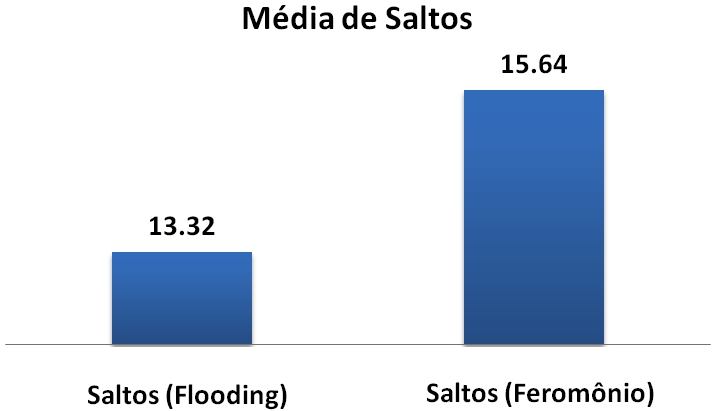 Média de Saltos
15.64
13.32
Saltos (Flooding)
Saltos (Feromônio)